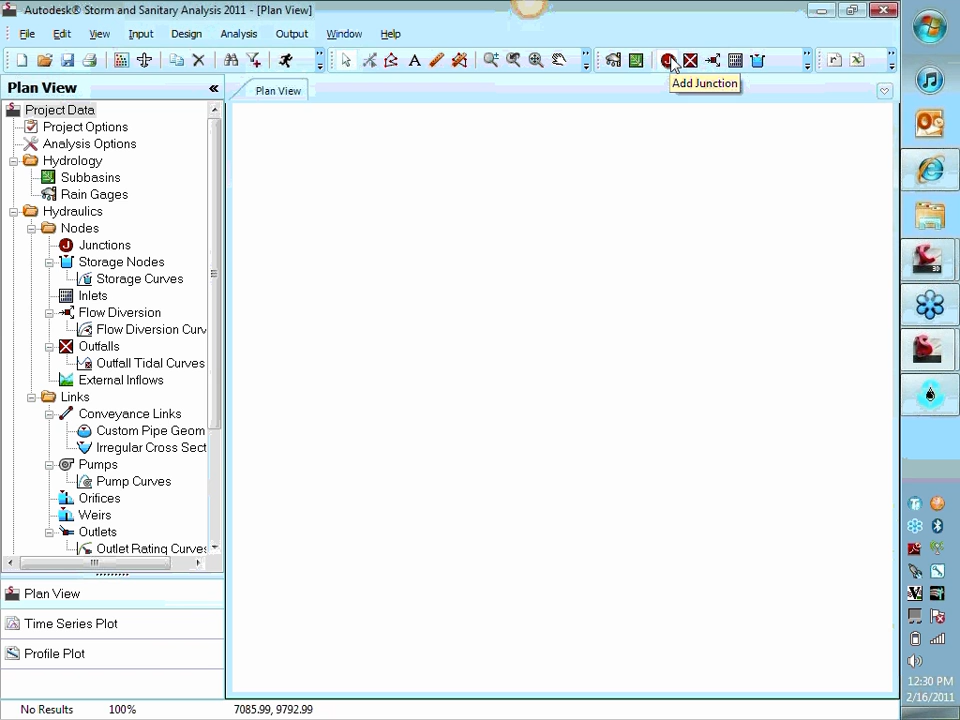 Autodesk® Storm and Sanitary Analysis 2011 - [Plan View]
File Edit View Input Design Analysis Output Window Help
Add Junction
Plan View «
Plan View
Project Data
Project Options
Analysis Options
Hydrology
Subbasins
Rain Gages
Hydraulics
Nodes
Junctions
Storage Nodes
Storage Curves
Inlets
Flow Diversion
Flow Diversion Curv
Outfalls
Outfall Tidal Curves
External Inflows
Links
Conveyance Links
Custom Pipe Geom
Irregular Cross Sect
Pumps
Pump Curves
Orifices
Weirs
Outlets
Outlet Rating Curves
Plan View
Time Series Plot
Profile Plot
No Results 100% 7085.99, 9792.99
12:30 PM
2/16/2011